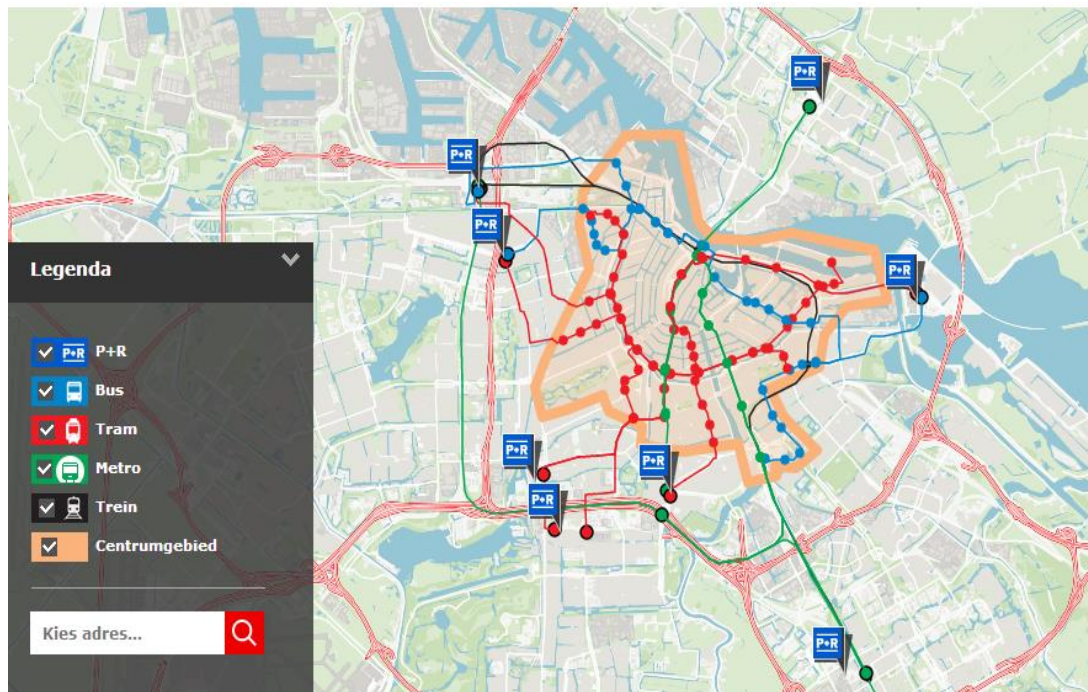 P+R
P+R
P+R
P+R
P+R
P+R
P+R
P+R
Legenda
P+R P+R
Bus
Tram
Metro
Trein
Centrumgebied
Kies adres...